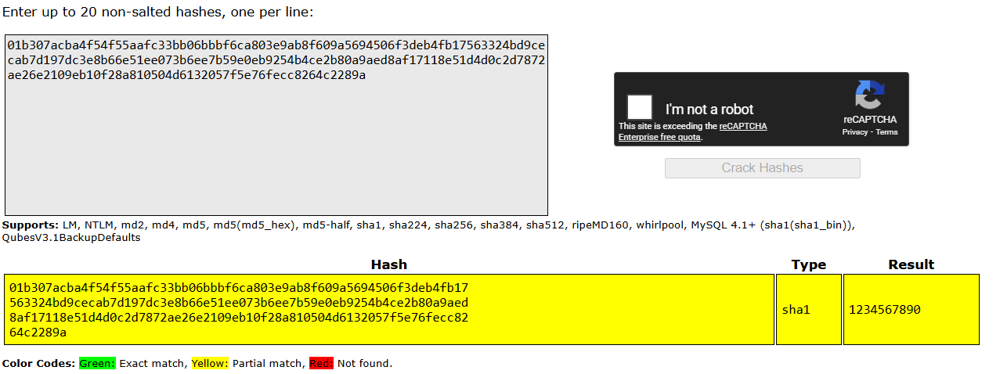 Enter up to 20 non-salted hashes, one per line:
01b307acba4f54f55aafc33bb06bbbf6ca803e9ab8f609a5694506f3deb4fb17563324bd9ce
cab7d197dc3e8b66e51ee073b6ee7b59e0eb9254b4ce2b80a9aed8af17118e51d4d0c2d7872
ae26e2109eb10f28a810504d6132057f5e76fecc8264c2289a
I'm not a robot
reCAPTCHA
This site is exceeding the reCAPTCHA
Enterprise free quota.
Privacy - Terms
Crack Hashes
Supports: LM, NTLM, md2, md4, md5, md5(md5_hex), md5-half, sha1, sha224, sha256, sha384, sha512, ripeMD160, whirlpool, MySQL 4.1+ (sha1(sha1_bin)),
QubesV3.1BackupDefaults
Hash Type Result
01b307acba4f54f55aafc33bb06bbbf6ca803e9ab8f609a5694506f3deb4fb17
563324bd9cecab7d197dc3e8b66e51ee073b6ee7b59e0eb9254b4ce2b80a9aed
8af17118e51d4d0c2d7872ae26e2109eb10f28a810504d6132057f5e76fecc82
64c2289a
sha1
1234567890
Color Codes: Green: Exact match, Yellow: Partial match, Red: Not found.